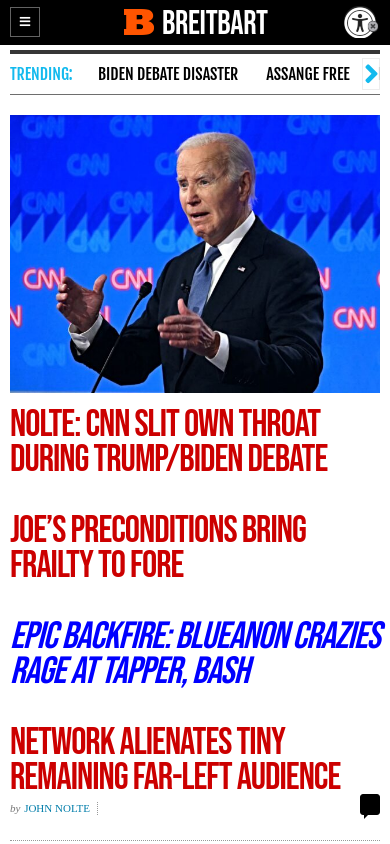 BREITBART
TRENDING:
BIDEN DEBATE DISASTER
ASSANGE FREE
CNN CNN CNN CNN
CNN
CNN CNN
CNN
CNN
NOLTE: CNN SLIT OWN THROAT
DURING TRUMP/BIDEN DEBATE
JOE’S PRECONDITIONS BRING
FRAILTY TO FORE
EPIC BACKFIRE: BLUEANON CRAZIES
RAGE AT TAPPER, BASH
NETWORK ALIENATES TINY
REMAINING FAR-LEFT AUDIENCE
by JOHN NOLTE